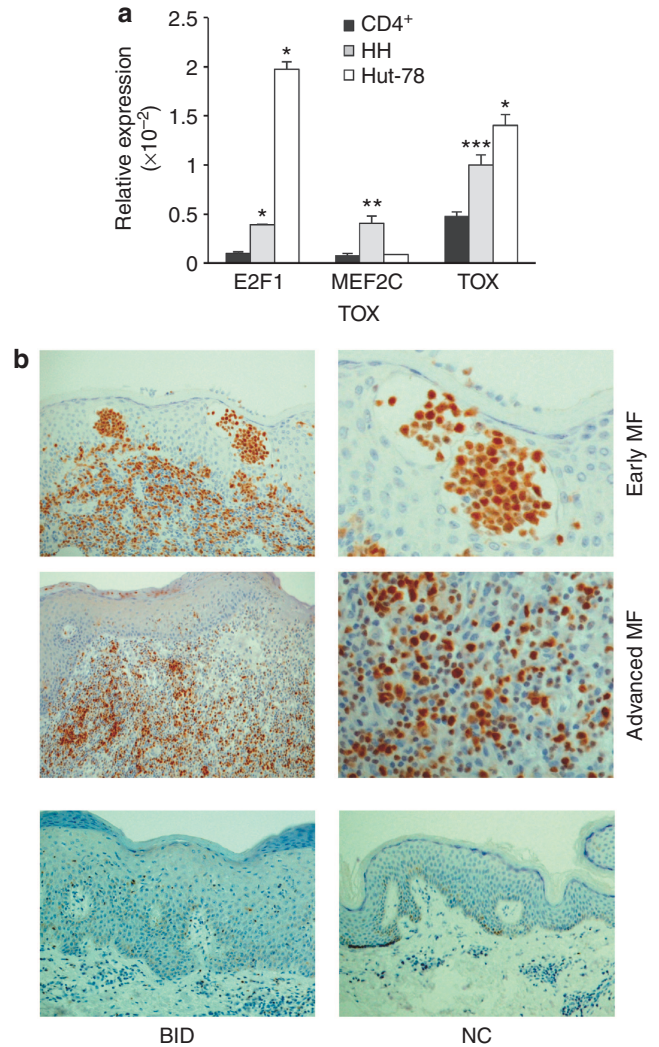 a
2.5
2
1.5
1
0.5
0
Relative expression
(×10⁻²)
CD4⁺
HH
Hut-78
*
*
**
***
*
E2F1 MEF2C TOX
TOX
b
Early MF
Advanced MF
BID NC